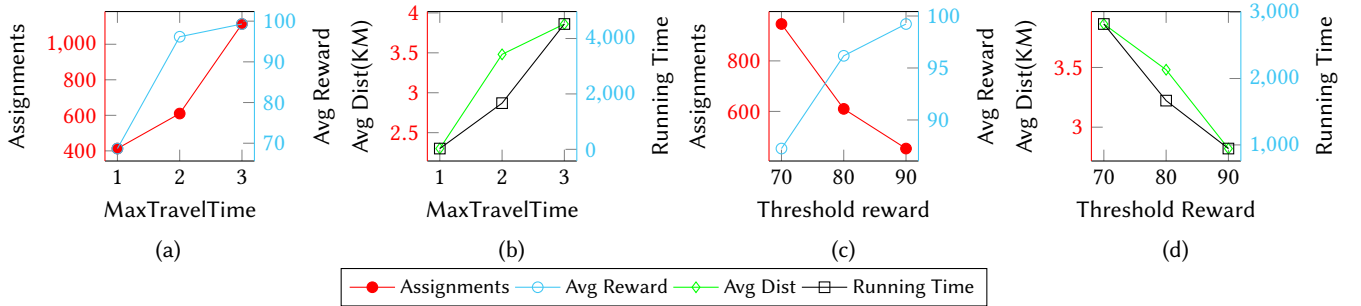 Assignments
1,000
800
600
400
100
90
80
70
Avg Reward
1 2 3
MaxTravelTime
(a)
Avg Dist(KM)
4
3.5
3
2.5
4,000
2,000
0
Running Time
1 2 3
MaxTravelTime
(b)
Assignments
800
600
100
95
90
Avg Reward
70 80 90
Threshold reward
(c)
Avg Dist(KM)
3.5
3
3,000
2,000
1,000
Running Time
70 80 90
Threshold Reward
(d)
Assignments Avg Reward Avg Dist Running Time